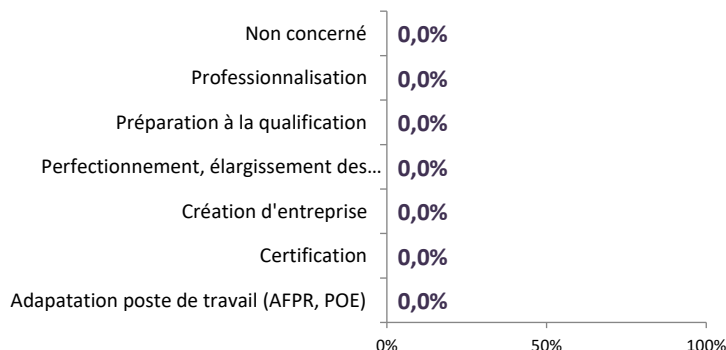 Non concerné 0,0%
Professionnalisation 0,0%
Préparation à la qualification 0,0%
Perfectionnement, élargissement des... 0,0%
Création d'entreprise 0,0%
Certification 0,0%
Adapatation poste de travail (AFPR, POE) 0,0%
0% 50% 100%